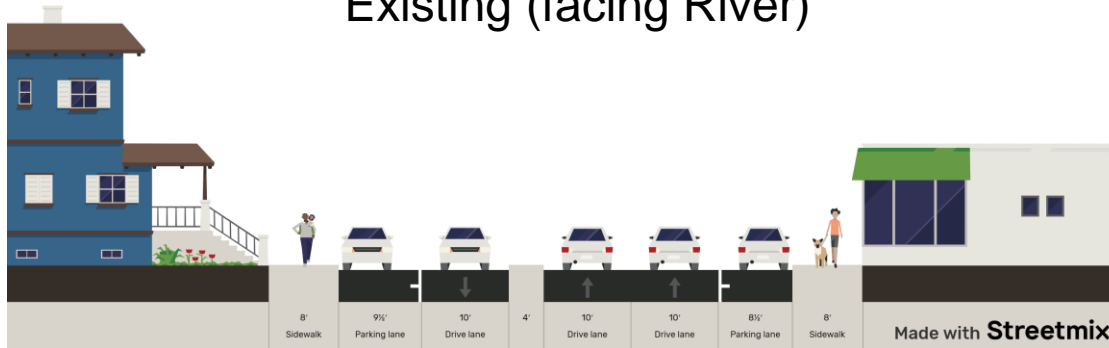 Existing (facing River)
8' 9½' 10' 4' 10' 10' 8½' 8'
Sidewalk Parking lane Drive lane Drive lane Drive lane Parking lane Sidewalk
Made with Streetmix